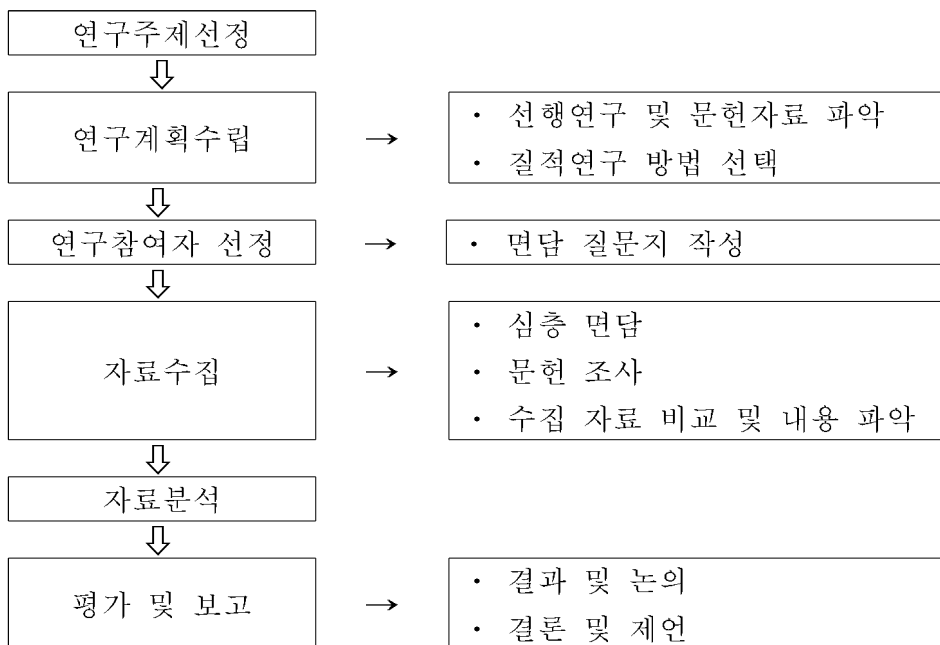 연구주제선정
연구계획수립
· 선행연구 및 문헌자료 파악
· 질적연구 방법 선택
연구참여자 선정
· 면담 질문지 작성
자료수집
· 심층 면담
· 문헌 조사
· 수집 자료 비교 및 내용 파악
자료분석
평가 및 보고
· 결과 및 논의
· 결론 및 제언